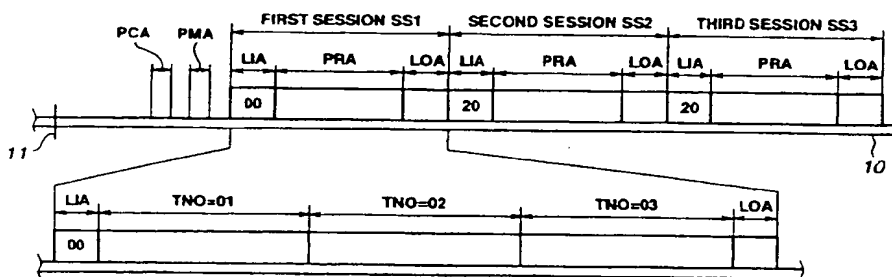 FIRST SESSION SS1 SECOND SESSION SS2 THIRD SESSION SS3
PCA PMA LIA PRA LOA LIA PRA LOA LIA PRA LOA
00 20 20
11 10
LIA TNO=01 TNO=02 TNO=03 LOA
00